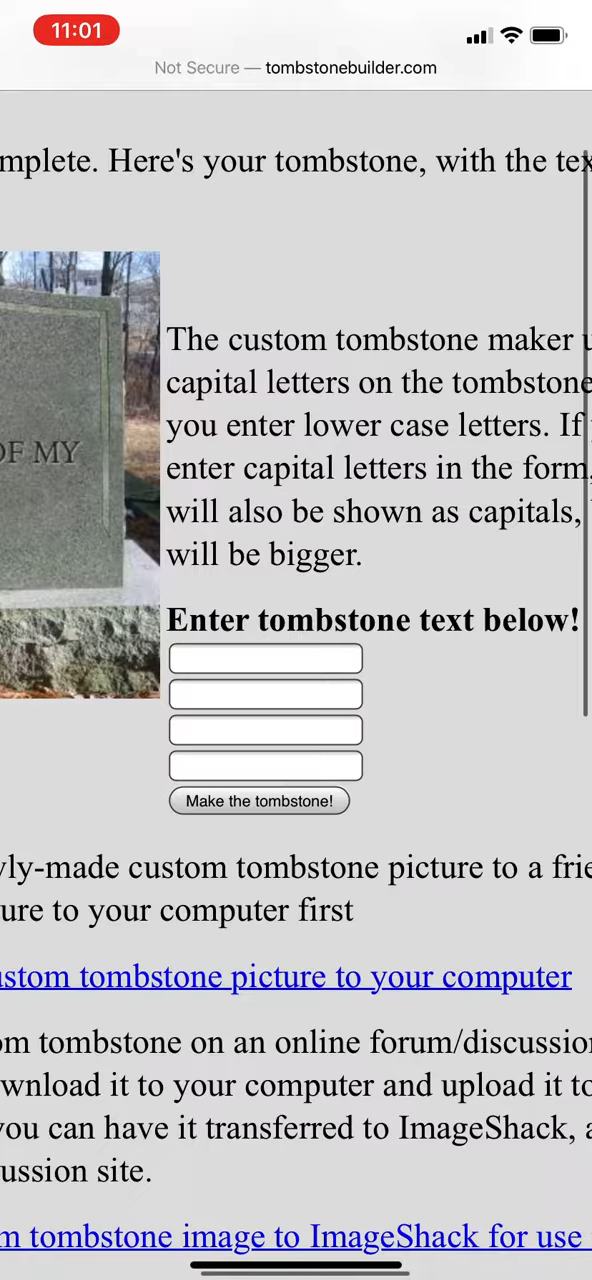 11:01
Not Secure — tombstonebuilder.com
mplete. Here's your tombstone, with the tex
The custom tombstone maker u
capital letters on the tombstone
you enter lower case letters. If
OF MY
enter capital letters in the form,
will also be shown as capitals,
will be bigger.
Enter tombstone text below!
Make the tombstone!
ly-made custom tombstone picture to a frie
ure to your computer first
ustom tombstone picture to your computer
om tombstone on an online forum/discussion
wnload it to your computer and upload it to
you can have it transferred to ImageShack, a
ussion site.
m tombstone image to ImageShack for use